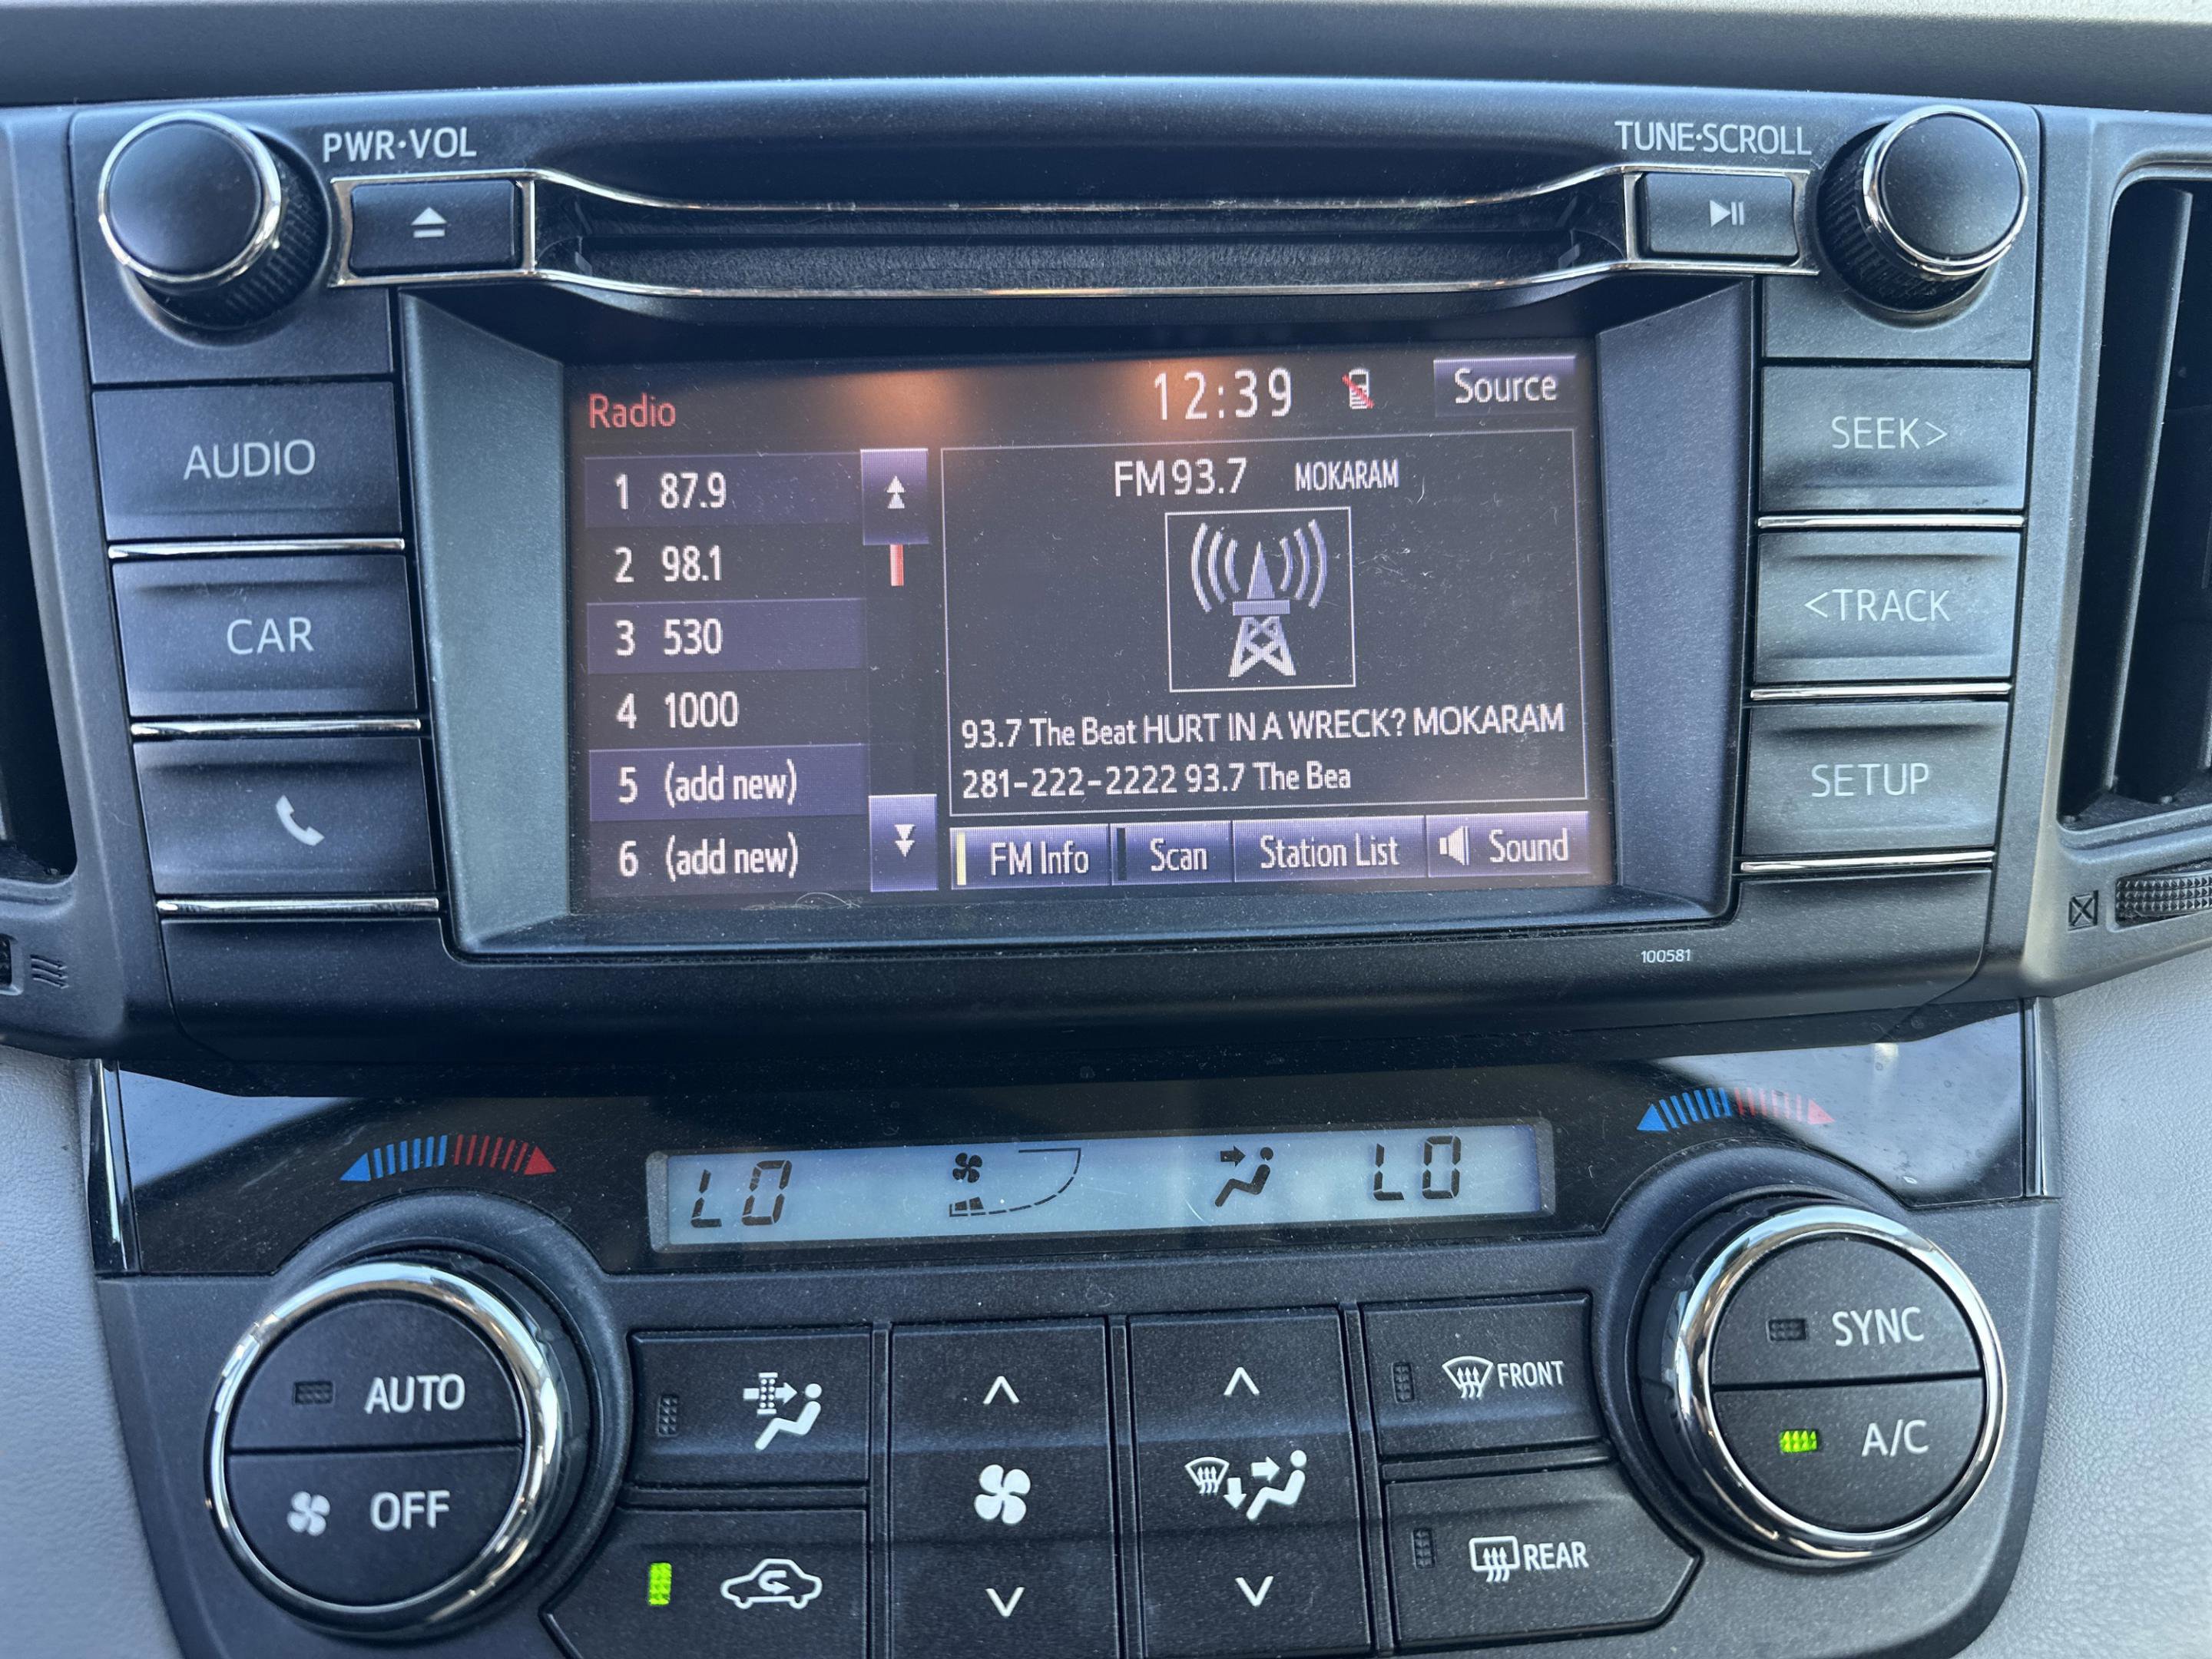 PWR·VOL
TUNE·SCROLL
Radio
12:39
Source
AUDIO
CAR
1 87.9
2 98.1
3 530
4 1000
5 (add new)
6 (add new)
FM 93.7 MOKARAM
93.7 The Beat HURT IN A WRECK? MOKARAM
281-222-2222 93.7 The Bea
FM Info
Scan
Station List
Sound
SEEK>
<TRACK
SETUP
100581
LO
LO
AUTO
OFF
FRONT
REAR
SYNC
A/C